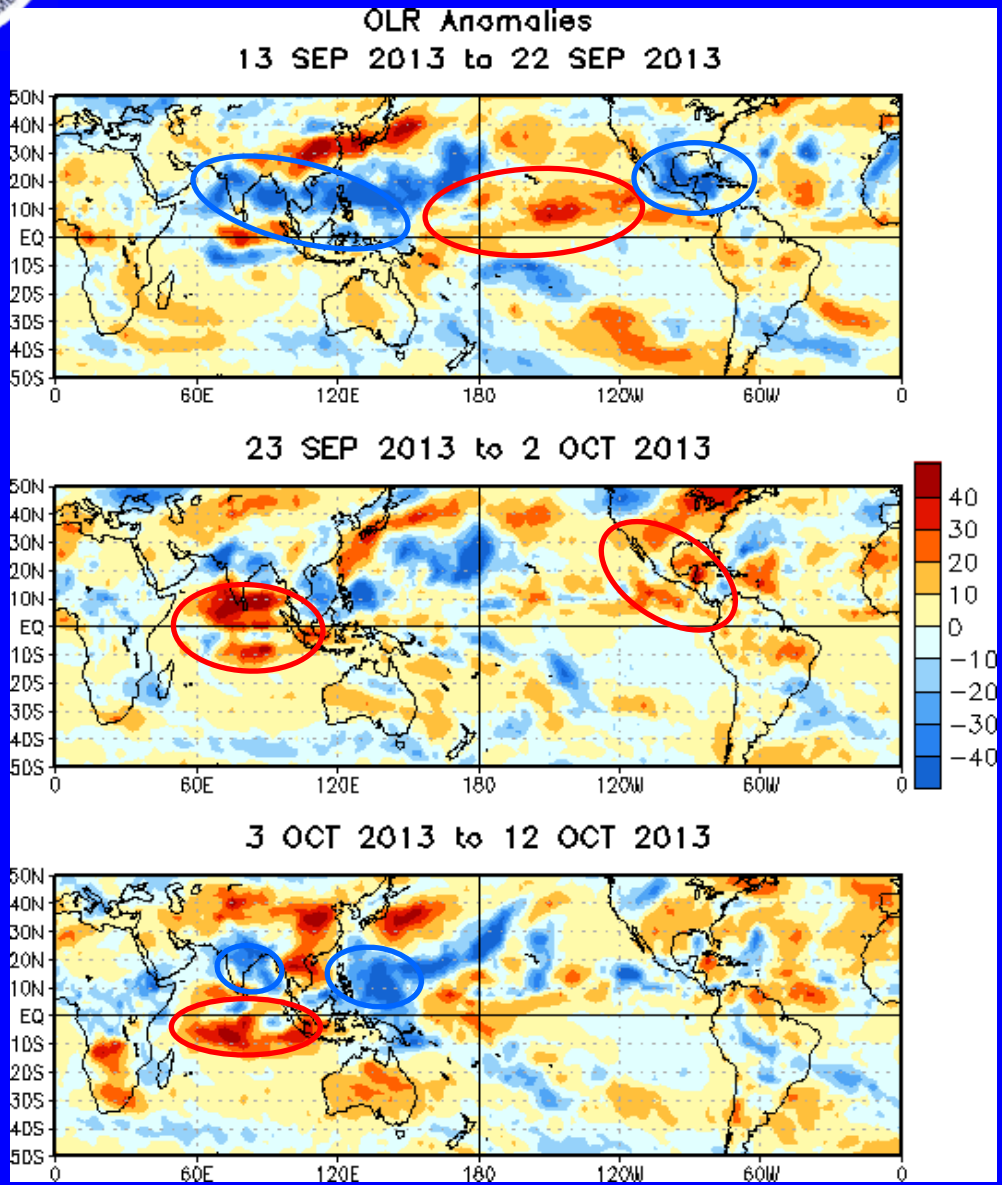 OLR Anomalies
13 SEP 2013 to 22 SEP 2013
50N
40N
30N
20N
10N
EQ
10S
20S
30S
40S
50S
0 60E 120E 180 120W 60W 0
23 SEP 2013 to 2 OCT 2013
50N
40N
30N
20N
10N
EQ
10S
20S
30S
40S
50S
0 60E 120E 180 120W 60W 0
40
30
20
10
0
-10
-20
-30
-40
3 OCT 2013 to 12 OCT 2013
50N
40N
30N
20N
10N
EQ
10S
20S
30S
40S
50S
0 60E 120E 180 120W 60W 0